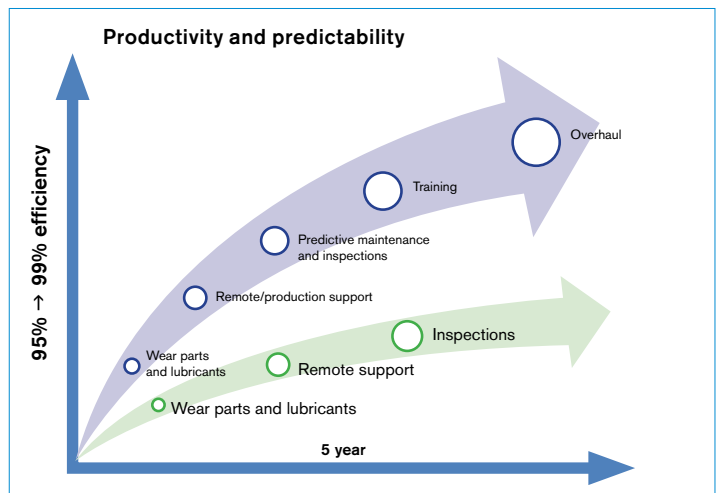 Productivity and predictability
95% → 99% efficiency
Overhaul
Training
Predictive maintenance
and inspections
Remote/production support
Wear parts
and lubricants
Inspections
Remote support
Wear parts and lubricants
5 year